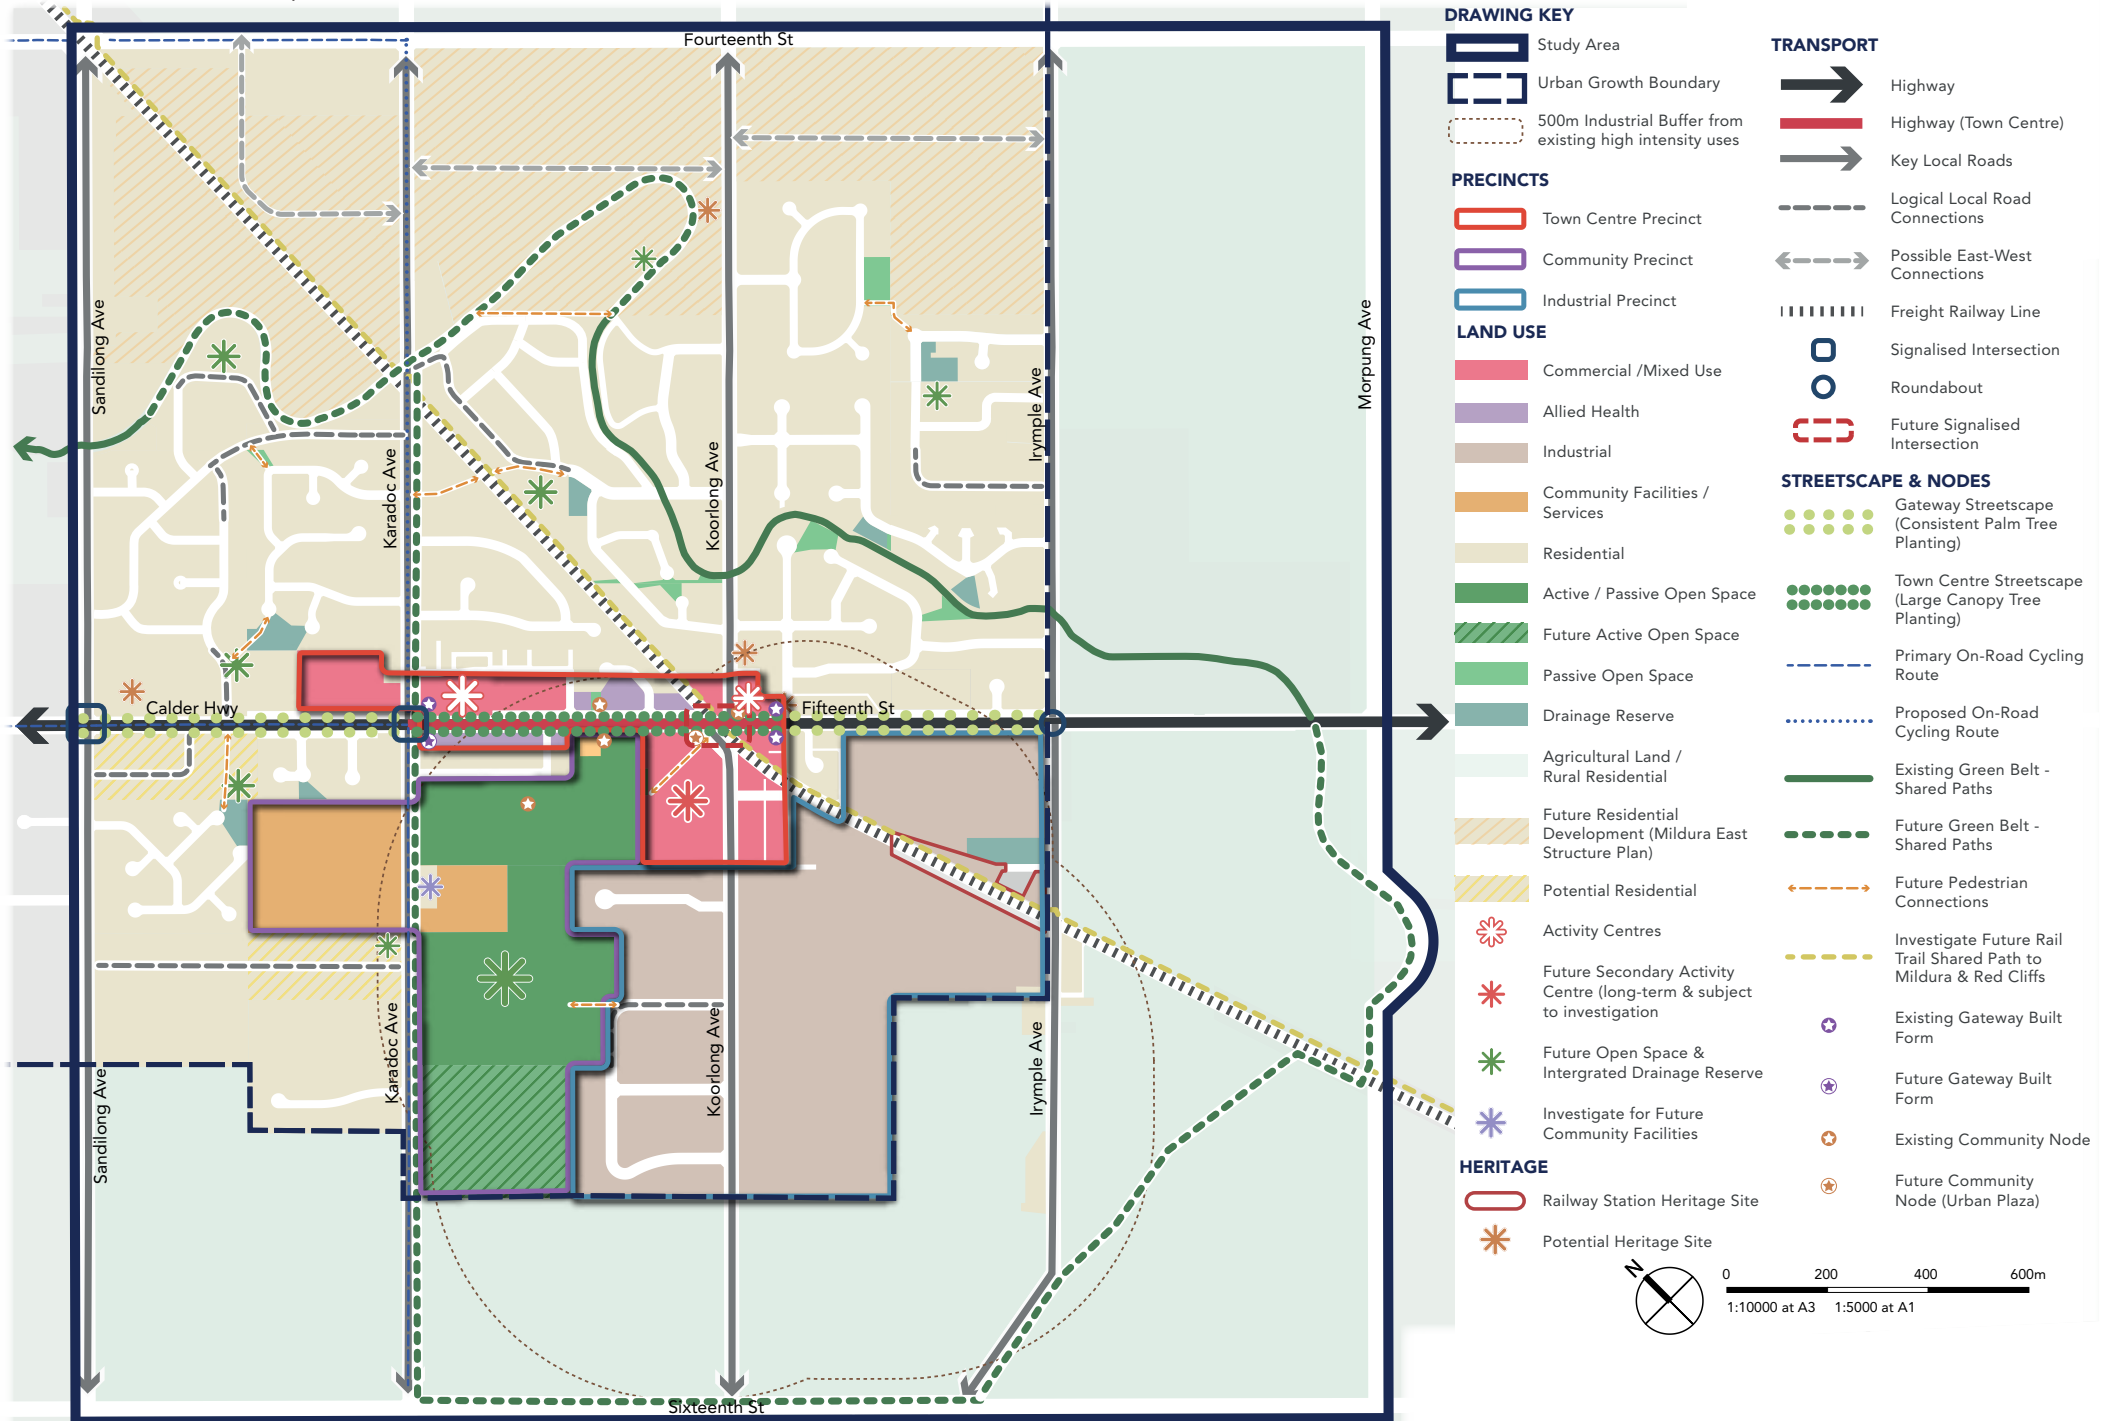 Fourteenth St
Sandilong Ave
Karadoc Ave
Koorlong Ave
Irymple Ave
Morpung Ave
Calder Hwy
Fifteenth St
Sandilong Ave
Karadoc Ave
Koorlong Ave
Irymple Ave
Sixteenth St
DRAWING KEY
Study Area
Urban Growth Boundary
500m Industrial Buffer from
existing high intensity uses
PRECINCTS
Town Centre Precinct
Community Precinct
Industrial Precinct
LAND USE
Commercial /Mixed Use
Allied Health
Industrial
Community Facilities /
Services
Residential
Active / Passive Open Space
Future Active Open Space
Passive Open Space
Drainage Reserve
Agricultural Land /
Rural Residential
Future Residential
Development (Mildura East
Structure Plan)
Potential Residential
Activity Centres
Future Secondary Activity
Centre (long-term & subject
to investigation
Future Open Space &
Intergrated Drainage Reserve
Investigate for Future
Community Facilities
HERITAGE
Railway Station Heritage Site
Potential Heritage Site
TRANSPORT
Highway
Highway (Town Centre)
Key Local Roads
Logical Local Road
Connections
Possible East-West
Connections
Freight Railway Line
Signalised Intersection
Roundabout
Future Signalised
Intersection
STREETSCAPE & NODES
Gateway Streetscape
(Consistent Palm Tree
Planting)
Town Centre Streetscape
(Large Canopy Tree
Planting)
Primary On-Road Cycling
Route
Proposed On-Road
Cycling Route
Existing Green Belt -
Shared Paths
Future Green Belt -
Shared Paths
Future Pedestrian
Connections
Investigate Future Rail
Trail Shared Path to
Mildura & Red Cliffs
Existing Gateway Built
Form
Future Gateway Built
Form
Existing Community Node
Future Community
Node (Urban Plaza)
N
0 200 400 600m
1:10000 at A3 1:5000 at A1